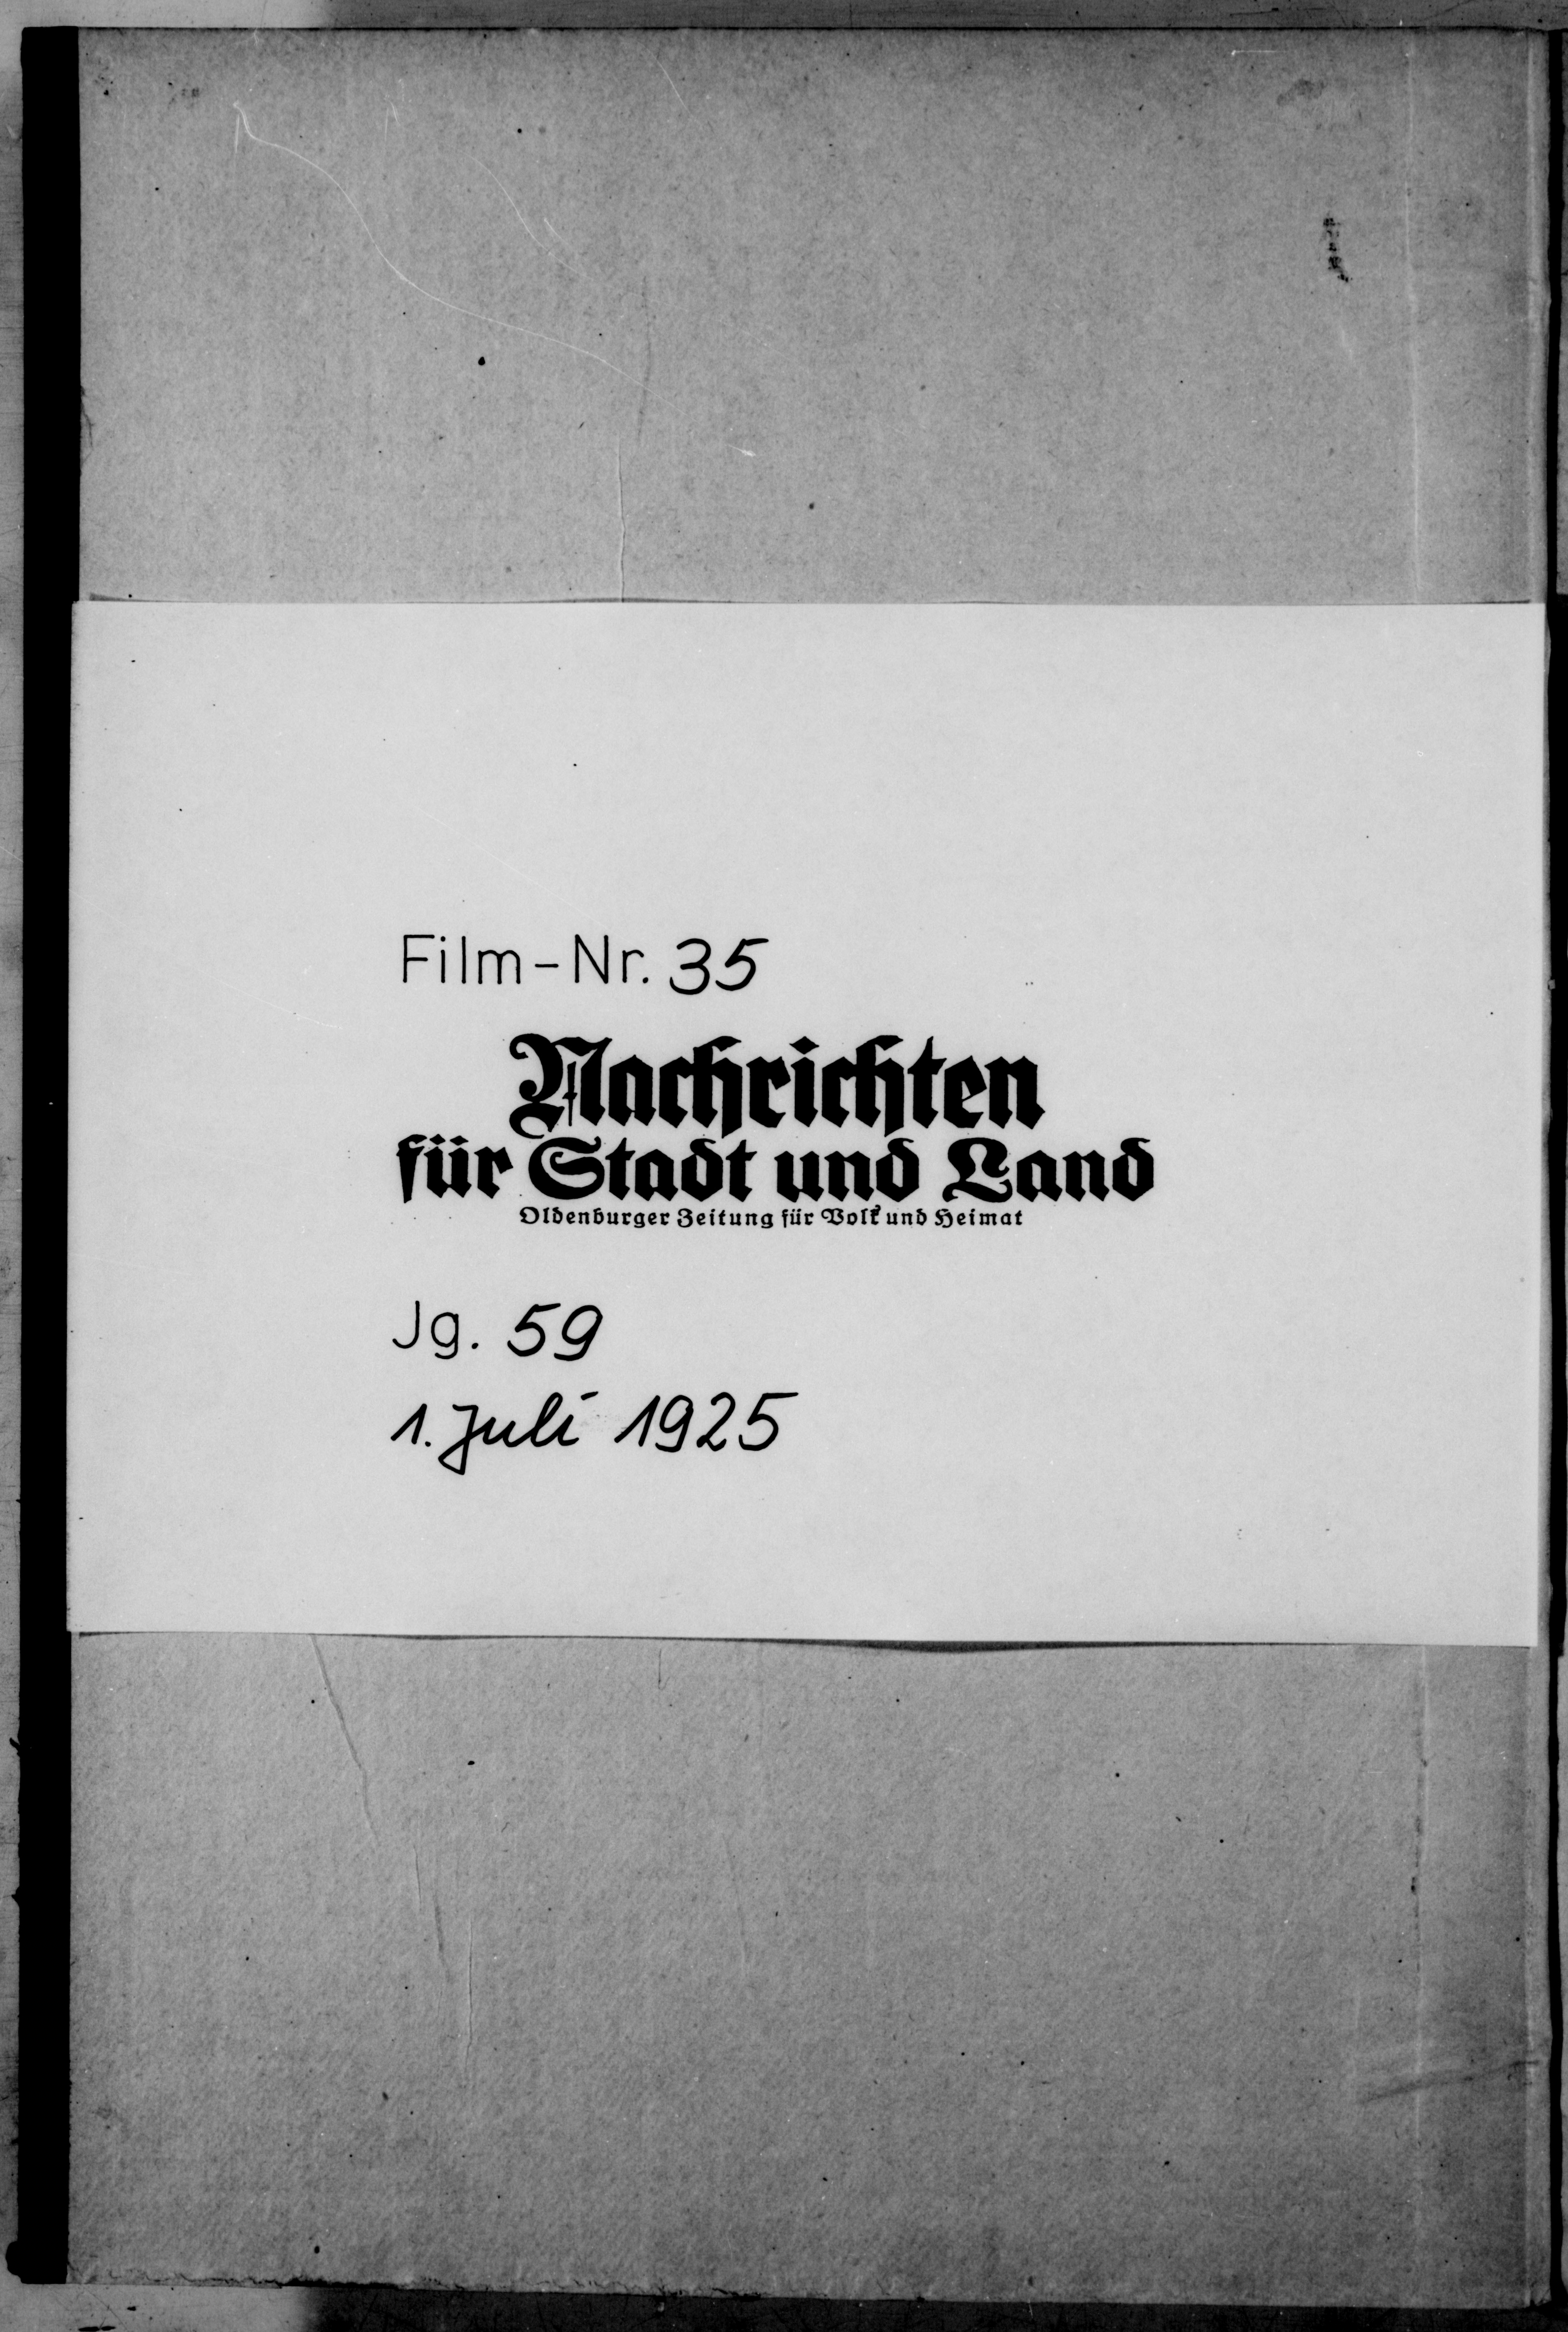 Film-Nr. 35
Nachrichten
für Stadt und Land
Oldenburger Zeitung für Volk und Heimat
Jg. 59
1. Juli 1925